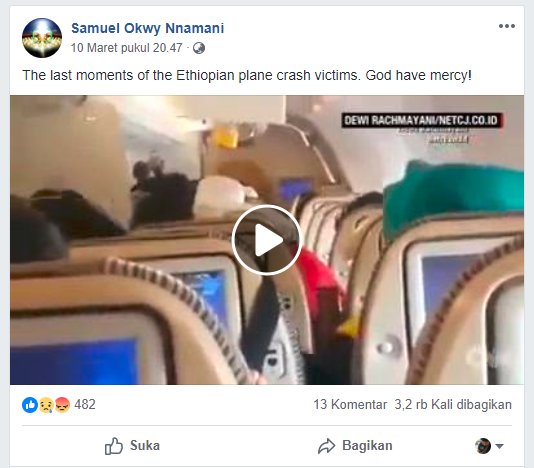 Samuel Okwy Nnamani
10 Maret pukul 20.47 ·
The last moments of the Ethiopian plane crash victims. God have mercy!
DEWI RACHMAYANI/NETCJ.CO.ID
482
13 Komentar 3,2 rb Kali dibagikan
Suka
Bagikan